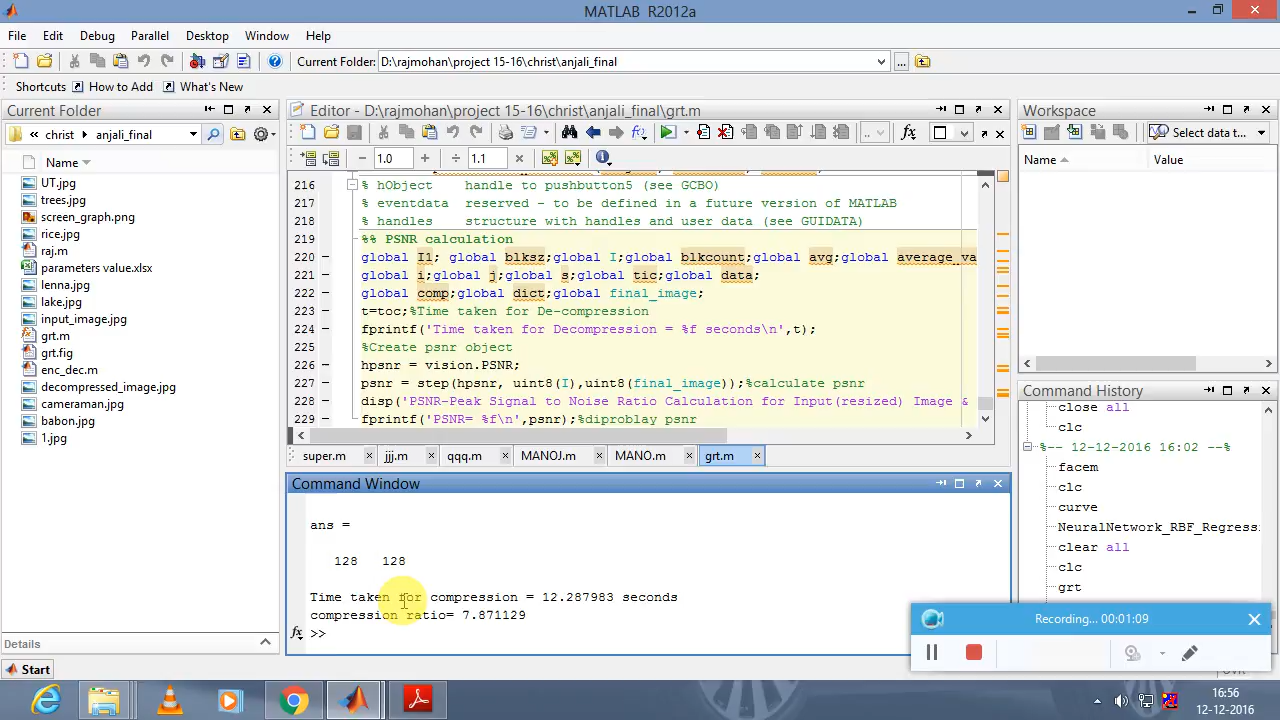 MATLAB R2012a
File Edit Debug Parallel Desktop Window Help
Current Folder: D:\rajmohan\project 15-16\christ\anjali_final
Shortcuts How to Add What's New
Current Folder
« christ ▸ anjali_final
Name
UT.jpg
trees.jpg
screen_graph.png
rice.jpg
raj.m
parameters value.xlsx
lenna.jpg
lake.jpg
input_image.jpg
grt.m
grt.fig
enc_dec.m
decompressed_image.jpg
cameraman.jpg
babon.jpg
1.jpg
Details
Start
Editor - D:\rajmohan\project 15-16\christ\anjali_final\grt.m
1.0 1.1
216 % hObject handle to pushbutton5 (see GCBO)
217 % eventdata reserved - to be defined in a future version of MATLAB
218 % handles structure with handles and user data (see GUIDATA)
219 %% PSNR calculation
220 global I1; global blksz;global I;global blkcount;global avg;global average_va
221 global i;global j;global s;global tic;global data;
222 global comp;global dict;global final_image;
223 t=toc;%Time taken for De-compression
224 fprintf('Time taken for Decompression = %f seconds\n',t);
225 %Create psnr object
226 hpsnr = vision.PSNR;
227 psnr = step(hpsnr, uint8(I),uint8(final_image));%calculate psnr
228 disp('PSNR-Peak Signal to Noise Ratio Calculation for Input(resized) Image &
229 fprintf('PSNR= %f\n',psnr);%diproblay psnr
super.m jjj.m qqq.m MANOJ.m MANO.m grt.m
Command Window
ans =
128 128
Time taken for compression = 12.287983 seconds
compression ratio= 7.871129
fx >>
Workspace
Select data t...
Name Value
Command History
close all
clc
%-- 12-12-2016 16:02 --%
facem
clc
curve
NeuralNetwork_RBF_Regress
clear all
clc
grt
Recording... 00:01:09
16:56
12-12-2016